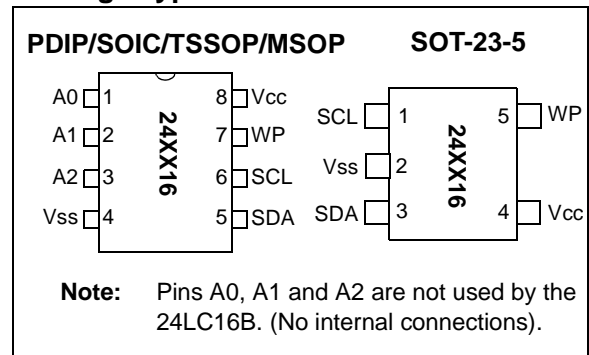 PDIP/SOIC/TSSOP/MSOP
A0 1 8 Vcc
A1 2 7 WP
A2 3 6 SCL
Vss 4 5 SDA
24XX16
SOT-23-5
SCL 1 5 WP
Vss 2
SDA 3 4 Vcc
24XX16
Note: Pins A0, A1 and A2 are not used by the
24LC16B. (No internal connections).